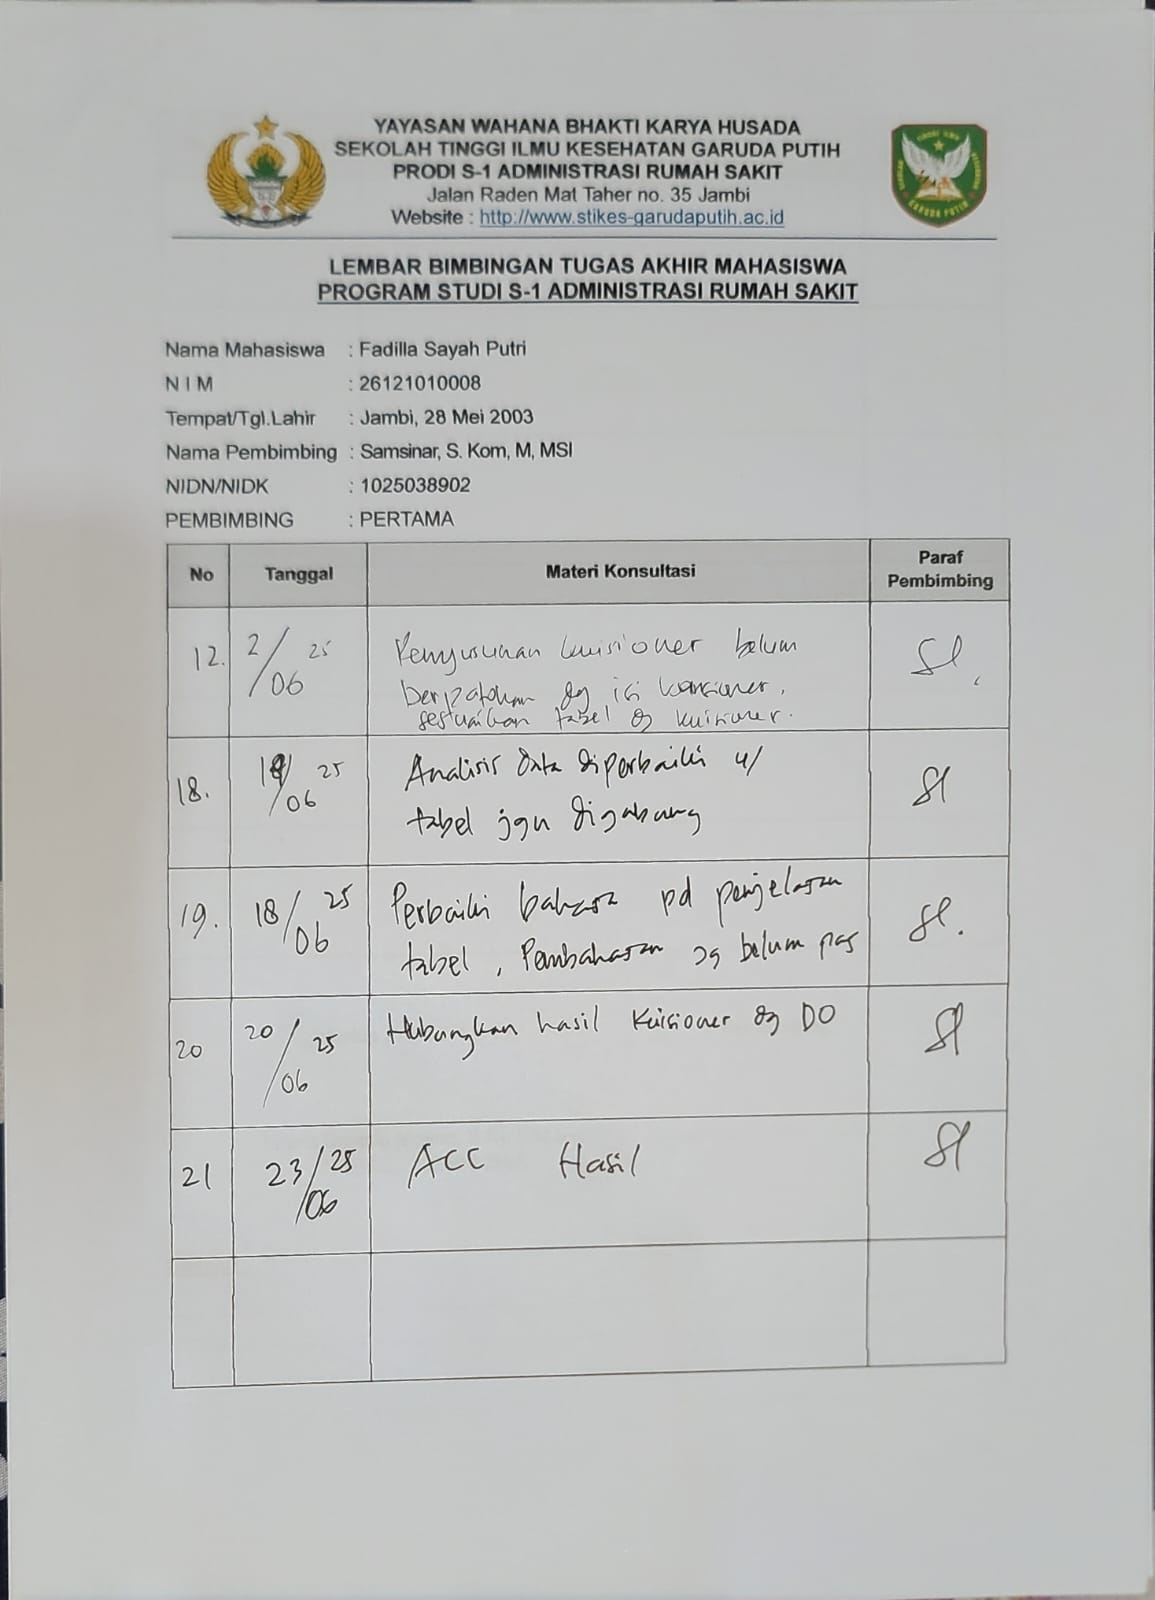 YAYASAN WAHANA BHAKTI KARYA HUSADA
SEKOLAH TINGGI ILMU KESEHATAN GARUDA PUTIH
PRODI S-1 ADMINISTRASI RUMAH SAKIT
Jalan Raden Mat Taher no. 35 Jambi
Website : http://www.stikes-garudaputih.ac.id
GARUDA PUTIH
LEMBAR BIMBINGAN TUGAS AKHIR MAHASISWA
PROGRAM STUDI S-1 ADMINISTRASI RUMAH SAKIT
Nama Mahasiswa : Fadilla Sayah Putri
N I M : 26121010008
Tempat/Tgl.Lahir : Jambi, 28 Mei 2003
Nama Pembimbing : Samsinar, S. Kom, M, MSI
NIDN/NIDK : 1025038902
PEMBIMBING : PERTAMA
No Tanggal Materi Konsultasi Paraf Pembimbing
12. 2/06 25 Penyusunan kuisioner belum
berpatokan dg isi
sesuaikan tabel dg kuisioner.
18. /06 25 Analisis data diperbaiki u/
tabel jgn digabung
19. 18/06 25 Perbaiki bahasa pd penjelasan
tabel, Pembahasan yg belum pas
20 20/06 25 Hubungkan hasil kuisioner dg DO
21 23/06 25 ACC Hasil